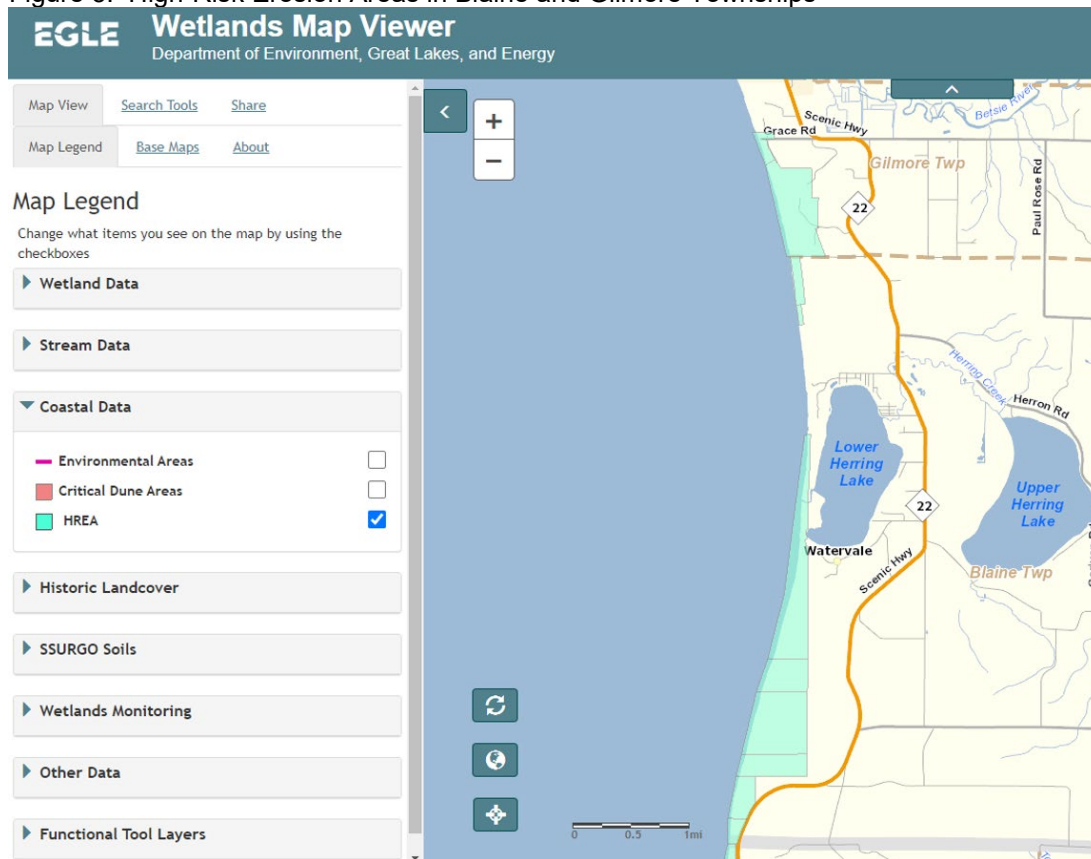 Figure 5: High-Risk Erosion Areas in Blaine and Gilmore Townships
EGLE
Wetlands Map Viewer
Department of Environment, Great Lakes, and Energy
Map View
Search Tools
Share
Map Legend
Base Maps
About
Map Legend
Change what items you see on the map by using the
checkboxes
Wetland Data
Stream Data
Coastal Data
Environmental Areas
Critical Dune Areas
HREA
Historic Landcover
SSURGO Soils
Wetlands Monitoring
Other Data
Functional Tool Layers
+
−
Betsie River
Scenic Hwy
Grace Rd
Gilmore Twp
Paul Rose Rd
22
Herring Creek
Herron Rd
Lower
Herring
Lake
Upper
Herring
Lake
22
Watervale
Scenic Hwy
Blaine Twp
0 0.5 1mi